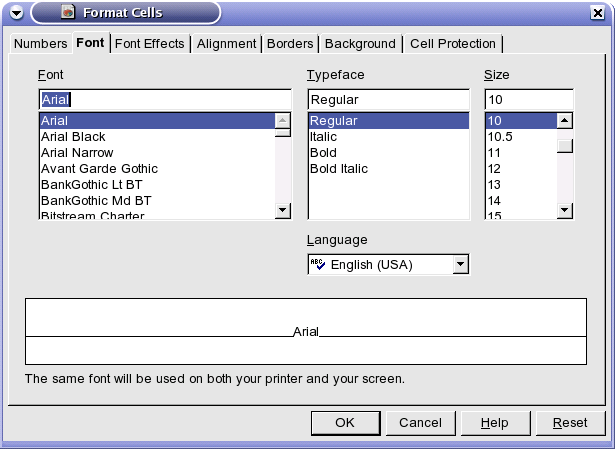 Format Cells
Numbers Font Font Effects Alignment Borders Background Cell Protection
Font Typeface Size
Arial Regular 10
Arial Regular 10
Arial Black Italic 10.5
Arial Narrow Bold 11
Avant Garde Gothic Bold Italic 12
BankGothic Lt BT 13
BankGothic Md BT 14
Bitstream Charter 15
Language
ABC English (USA)
Arial
The same font will be used on both your printer and your screen.
OK Cancel Help Reset